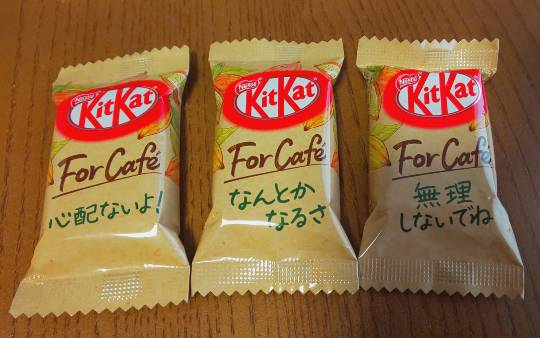 Nestlé
KitKat
For Café
心配ないよ!
Nestlé
KitKat
For Café
なんとか
なるさ
Nestlé
KitKat
For Café
無理
しないでね